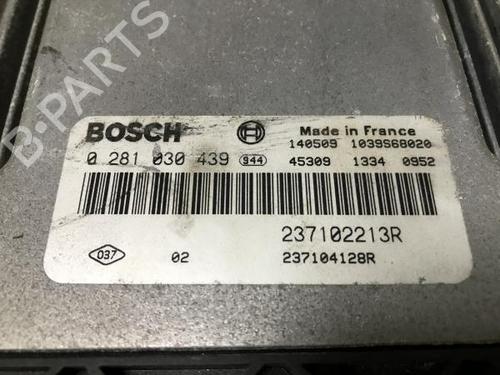 B-PARTS
BOSCH
Made in France
140509 1039S68020
0 281 030 439 944 45309 1334 0952
237102213R
037 02 237104128R